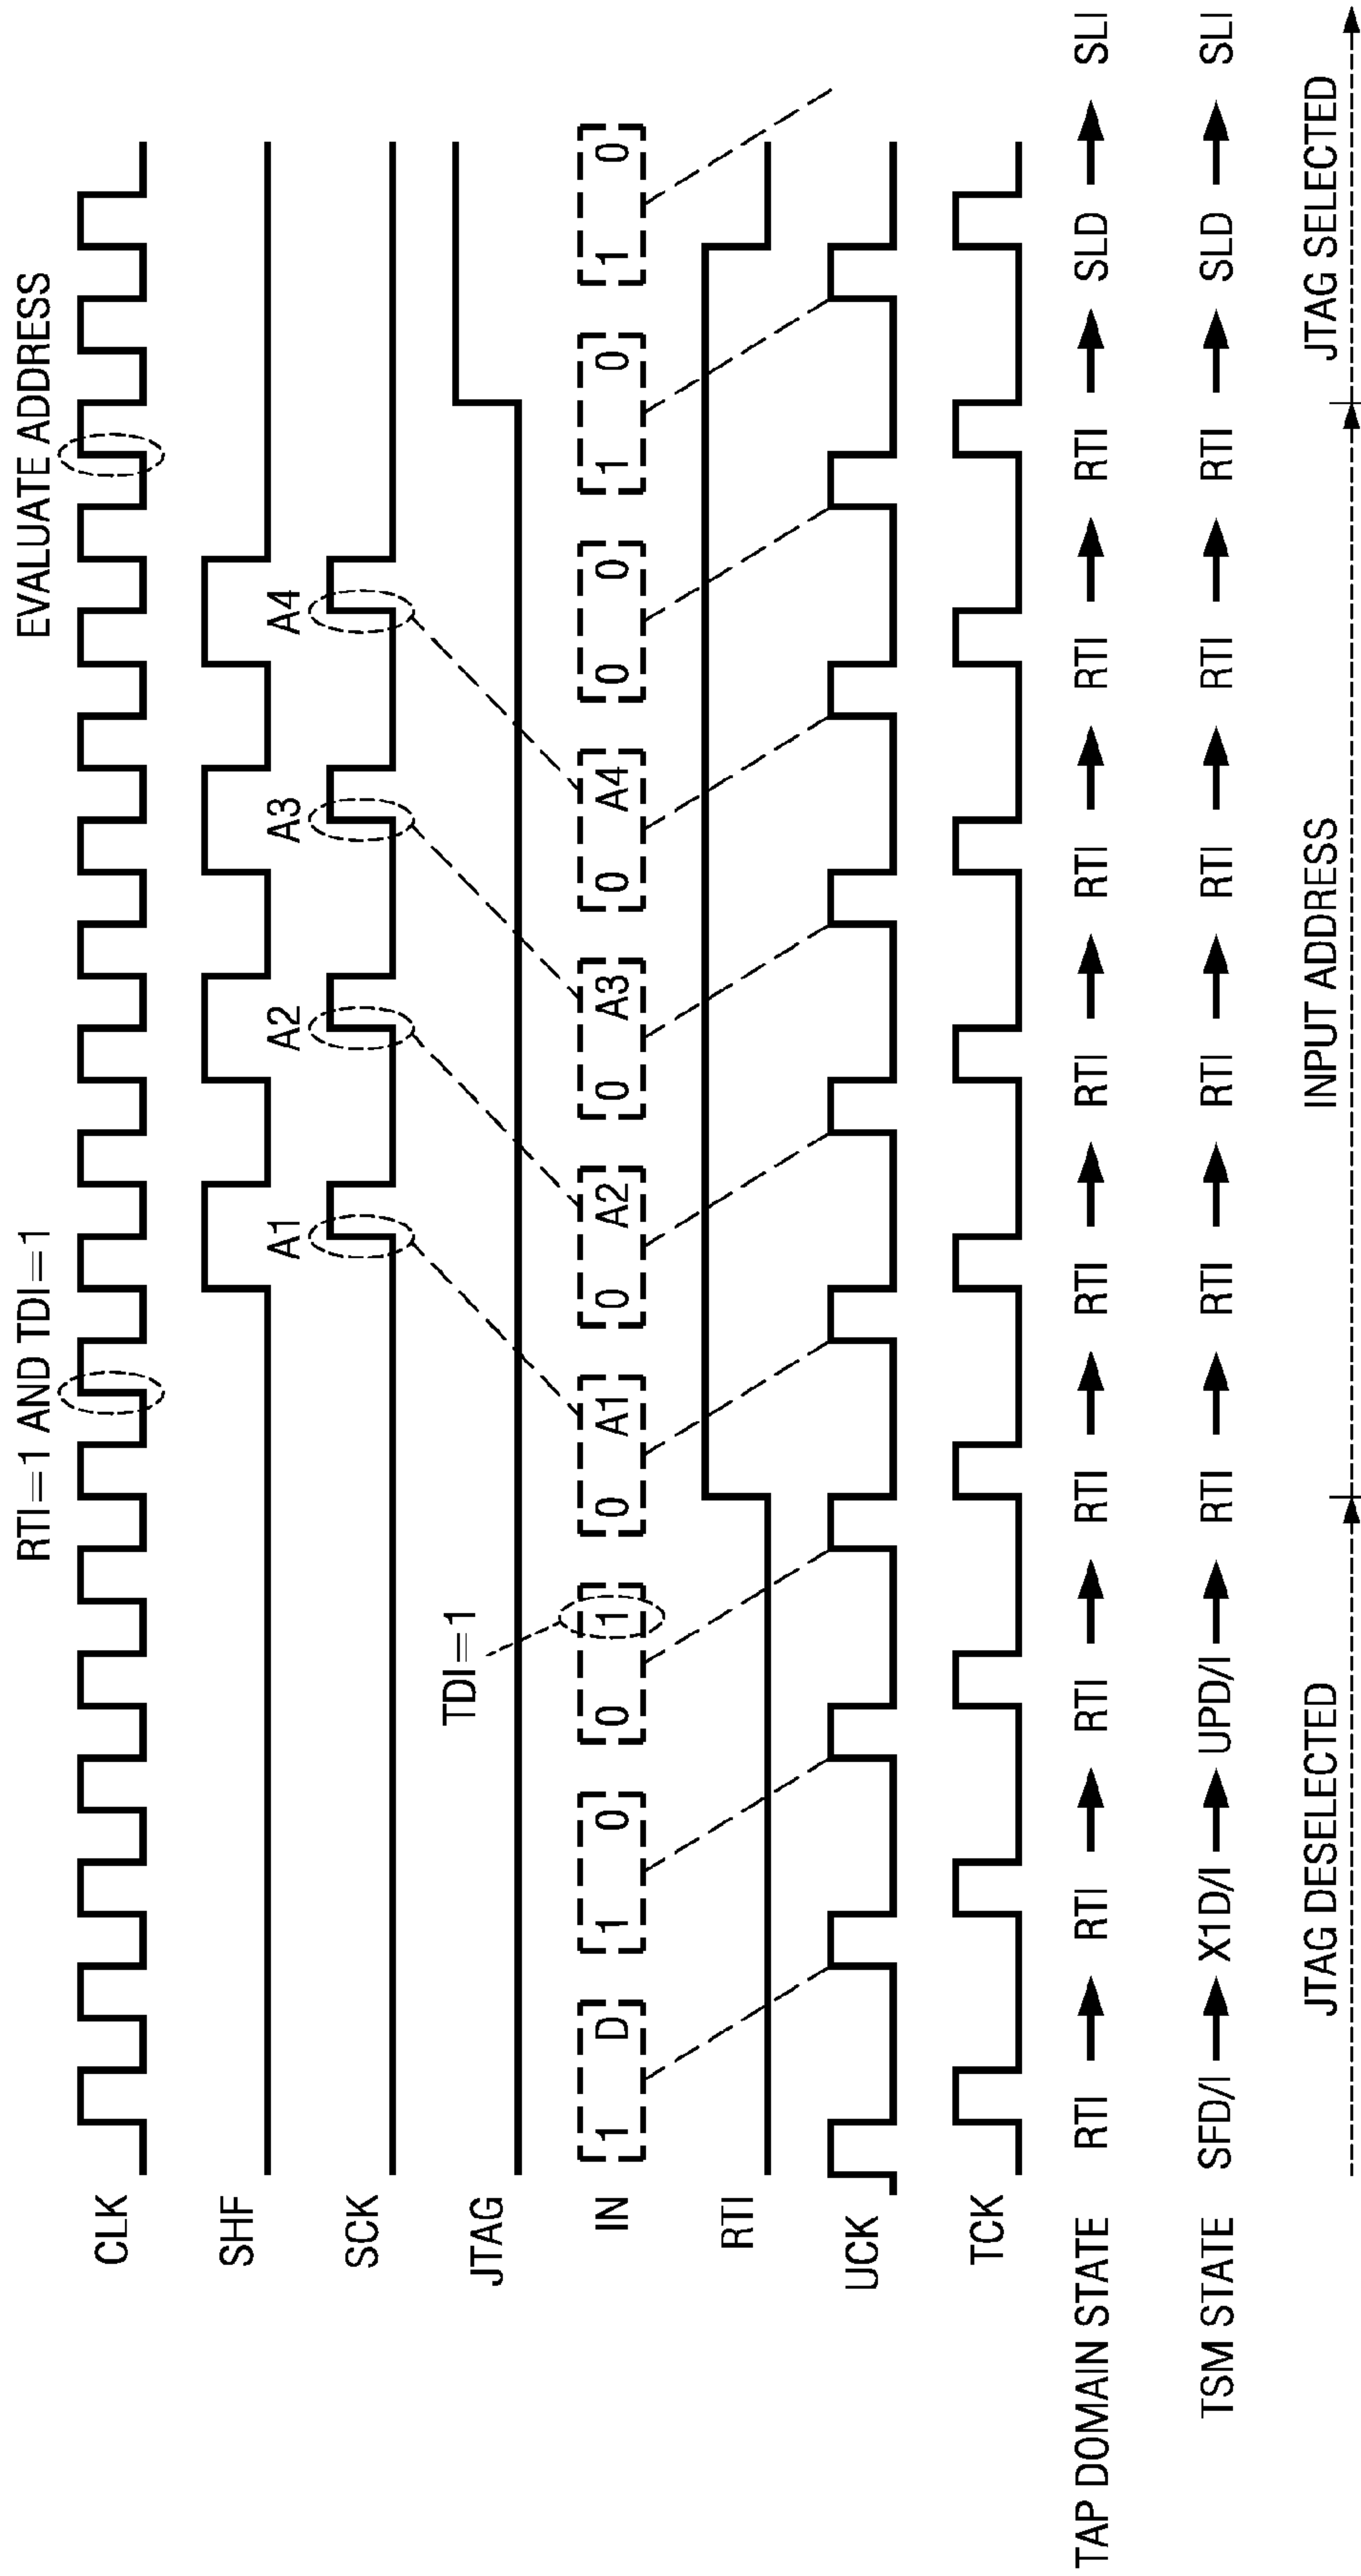 RTI=1 AND TDI=1 EVALUATE ADDRESS
CLK
SHF
A1 A2 A3 A4
SCK
TDI=1
JTAG
IN 1 D 1 0 0 1 0 A1 0 A2 0 A3 0 A4 0 0 1 0 1 0
RTI
UCK
TCK
TAP DOMAIN STATE RTI → RTI → RTI → RTI → RTI → RTI → RTI → RTI → RTI → SLD → SLI
TSM STATE SFD/I → X1D/I → UPD/I → RTI → RTI → RTI → RTI → RTI → RTI → SLD → SLI
JTAG DESELECTED INPUT ADDRESS JTAG SELECTED